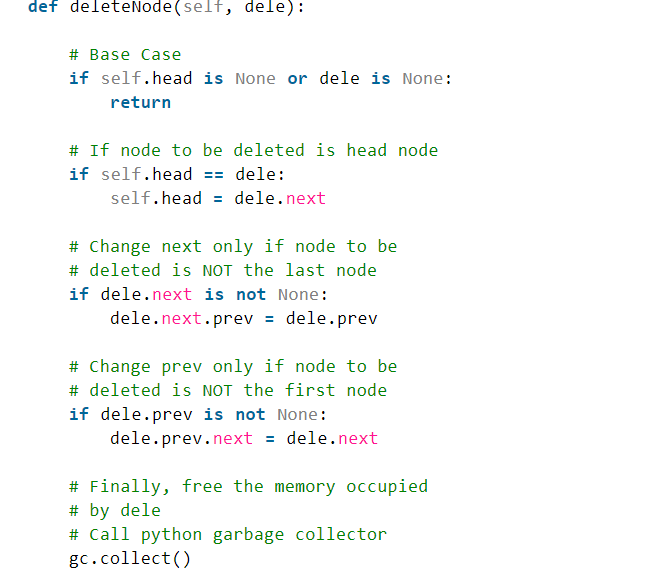 def deleteNode(self, dele):
# Base Case
if self.head is None or dele is None:
return
# If node to be deleted is head node
if self.head == dele:
self.head = dele.next
# Change next only if node to be
# deleted is NOT the last node
if dele.next is not None:
dele.next.prev = dele.prev
# Change prev only if node to be
# deleted is NOT the first node
if dele.prev is not None:
dele.prev.next = dele.next
# Finally, free the memory occupied
# by dele
# Call python garbage collector
gc.collect()